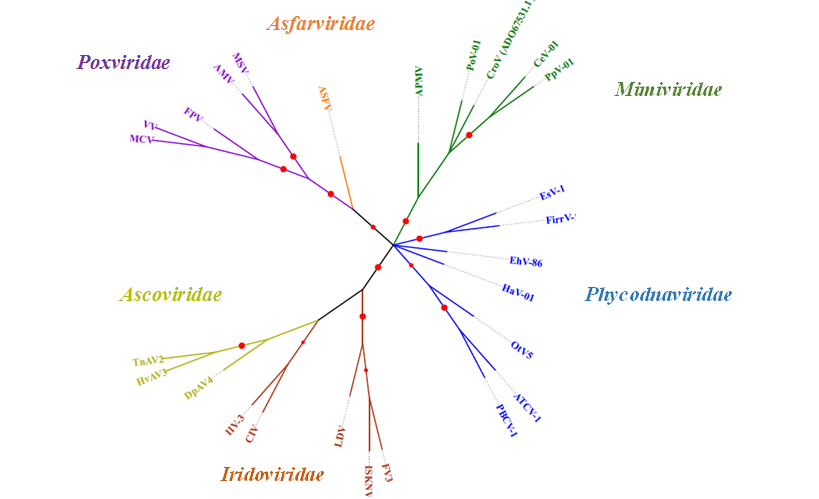 Asfarviridae
Poxviridae
Mimiviridae
MSV
AMV
FPV
VV
MCV
ASFV
APMV
PoV-01
CroV (ADO67531.1)
CeV-01
PpV-01
EsV-1
FirrV-
EhV-86
HaV-01
Phycodnaviridae
OtV5
ATCV-1
PBCV-1
Ascoviridae
TnAV2
HvAV3
DpAV4
IIV-3
CIV
LDV
ISKNV
FV3
Iridoviridae